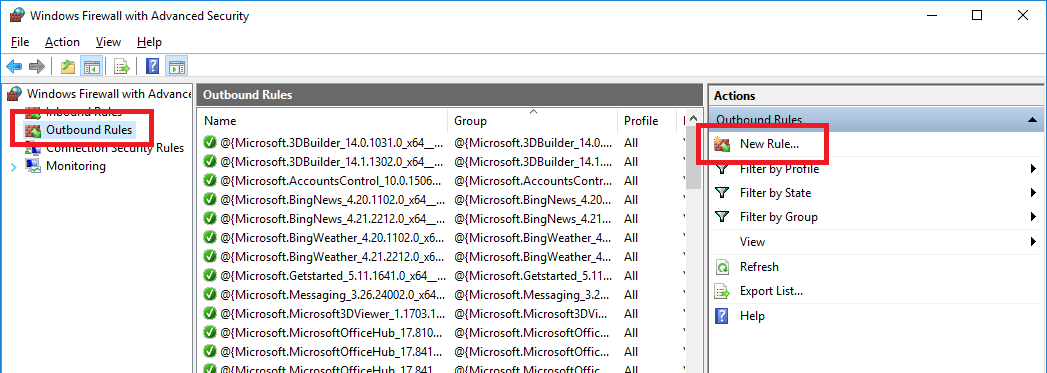 Windows Firewall with Advanced Security
File Action View Help
Windows Firewall with Advance
Inbound Rules
Outbound Rules
Connection Security Rules
Monitoring
Outbound Rules
Name Group Profile
@{Microsoft.3DBuilder_14.0.1031.0_x64__... @{Microsoft.3DBuilder_14.0... All
@{Microsoft.3DBuilder_14.1.1302.0_x64__... @{Microsoft.3DBuilder_14.1.... All
@{Microsoft.AccountsControl_10.0.1506... @{Microsoft.AccountsContr... All
@{Microsoft.BingNews_4.20.1102.0_x64__... @{Microsoft.BingNews_4.20... All
@{Microsoft.BingNews_4.21.2212.0_x64__... @{Microsoft.BingNews_4.21... All
@{Microsoft.BingWeather_4.20.1102.0_x6... @{Microsoft.BingWeather_4... All
@{Microsoft.BingWeather_4.21.2212.0_x6... @{Microsoft.BingWeather_4... All
@{Microsoft.Getstarted_5.11.1641.0_x64_... @{Microsoft.Getstarted_5.11... All
@{Microsoft.Messaging_3.26.24002.0_x64... @{Microsoft.Messaging_3.2... All
@{Microsoft.Microsoft3DViewer_1.1703.1... @{Microsoft.Microsoft3DVi... All
@{Microsoft.MicrosoftOfficeHub_17.810... @{Microsoft.MicrosoftOffic... All
@{Microsoft.MicrosoftOfficeHub_17.841... @{Microsoft.MicrosoftOffic... All
@{Microsoft.MicrosoftOfficeHub_17.841... @{Microsoft.MicrosoftOffic... All
Actions
Outbound Rules
New Rule...
Filter by Profile
Filter by State
Filter by Group
View
Refresh
Export List...
Help